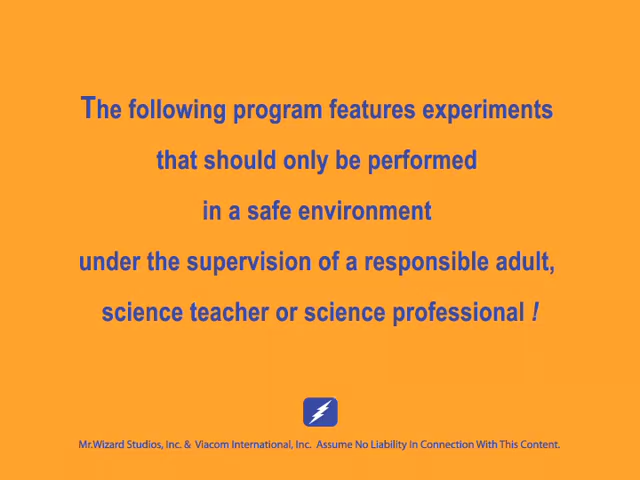 The following program features experiments
that should only be performed
in a safe environment
under the supervision of a responsible adult,
science teacher or science professional !
Mr.Wizard Studios, Inc. & Viacom International, Inc. Assume No Liability In Connection With This Content.